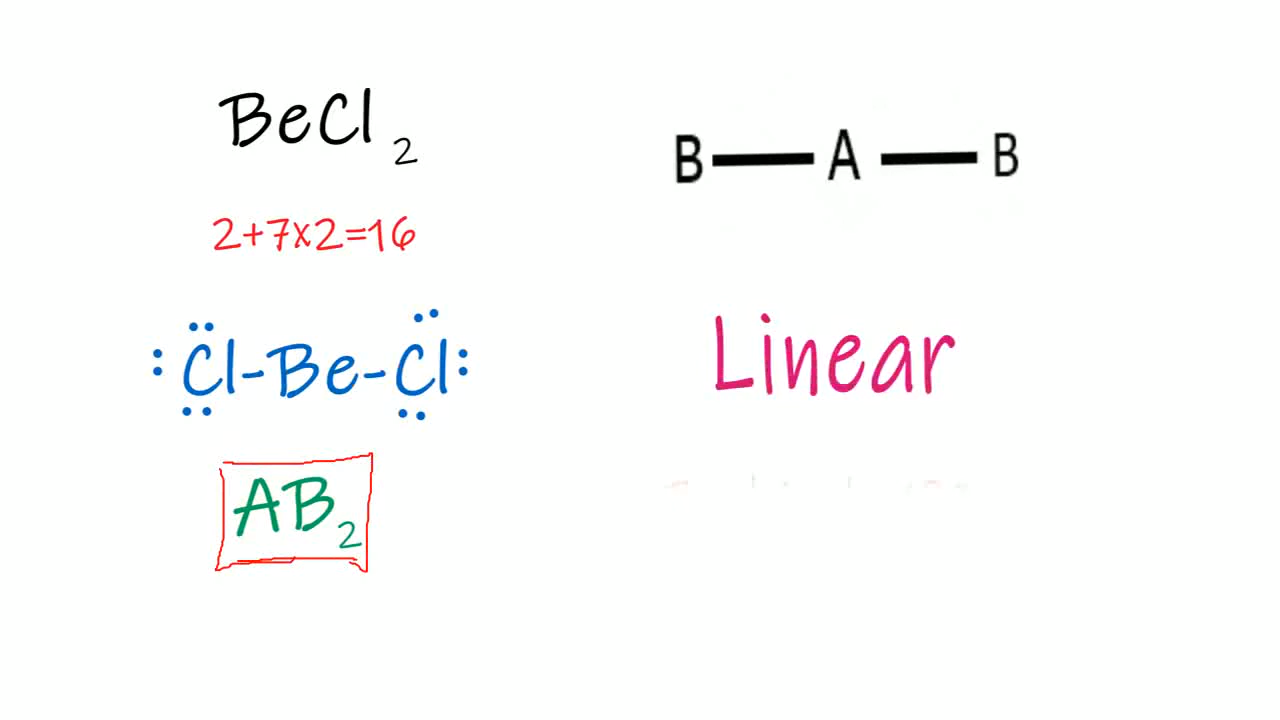 BeCl₂
2+7x2=16
Cl-Be-Cl
AB₂
B—A—B
Linear